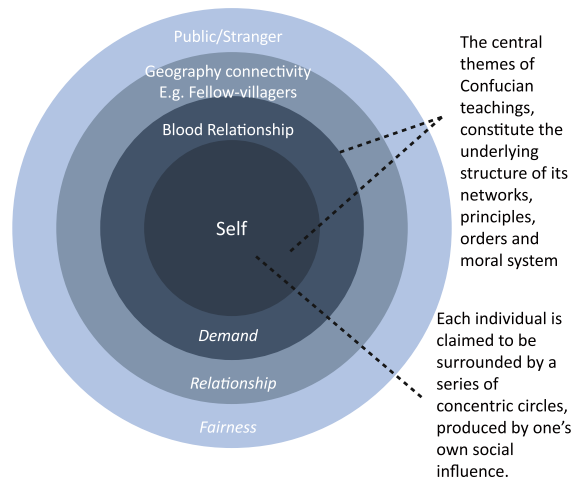 Public/Stranger
Geography connectivity
E.g. Fellow-villagers
Blood Relationship
Self
Demand
Relationship
Fairness
The central
themes of
Confucian
teachings,
constitute the
underlying
structure of its
networks,
principles,
orders and
moral system
Each individual is
claimed to be
surrounded by a
series of
concentric circles,
produced by one’s
own social
influence.